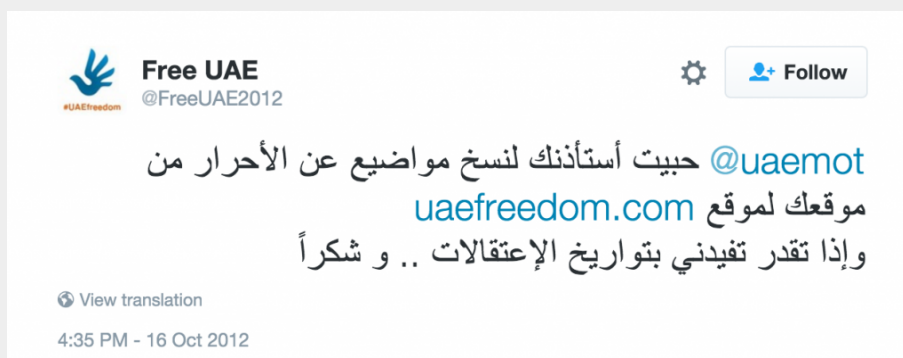 Free UAE
@FreeUAE2012
#UAEfreedom
Follow
@uaemot حبيت أستأذنك لنسخ مواضيع عن الأحرار من
موقعك لموقع uaefreedom.com
وإذا تقدر تفيدني بتواريخ الإعتقالات .. و شكراً
View translation
4:35 PM - 16 Oct 2012